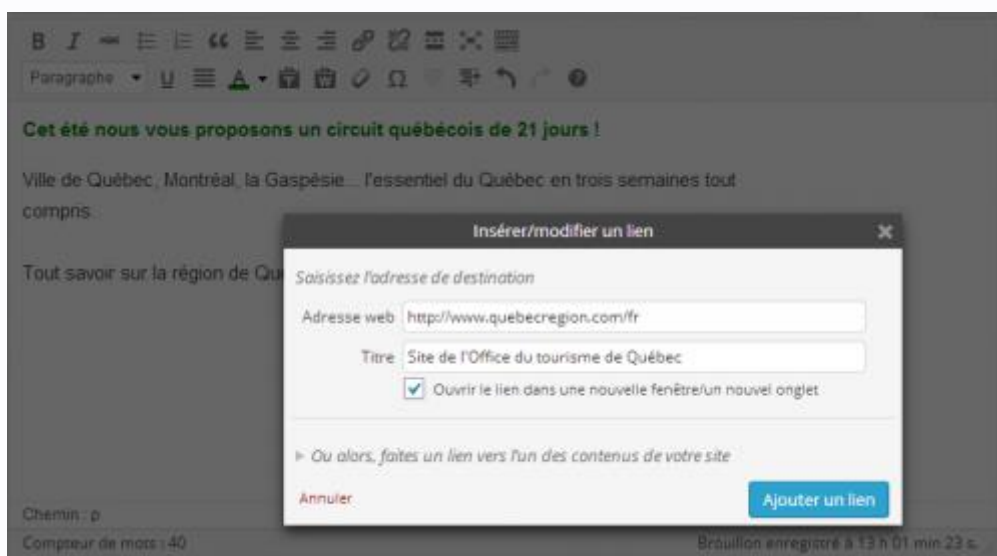 Paragraphe
Cet été nous vous proposons un circuit québécois de 21 jours !
Ville de Québec, Montréal, la Gaspésie... l'essentiel du Québec en trois semaines tout
compris.
Insérer/modifier un lien
Tout savoir sur la région de
Saisissez l'adresse de destination
Adresse web http://www.quebecregion.com/fr
Titre Site de l'Office du tourisme de Québec
Ouvrir le lien dans une nouvelle fenêtre/un nouvel onglet
Ou alors, faites un lien vers l'un des contenus de votre site
Annuler
Ajouter un lien
Chemin : p
Compteur de mots : 40
Brouillon enregistré à 13 h 01 min 23 s.